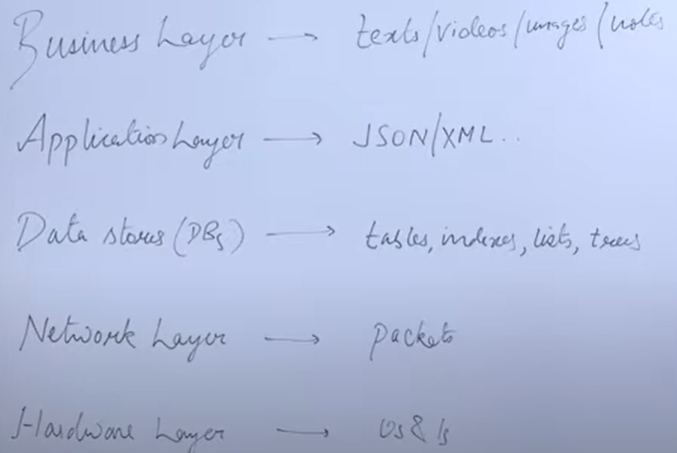 Business Layer → texts/videos/images/notes
Application Layer → JSON/XML..
Data stores (DBs) → tables, indexes, lists, trees
Network Layer → packets
Hardware Layer → 0s & 1s